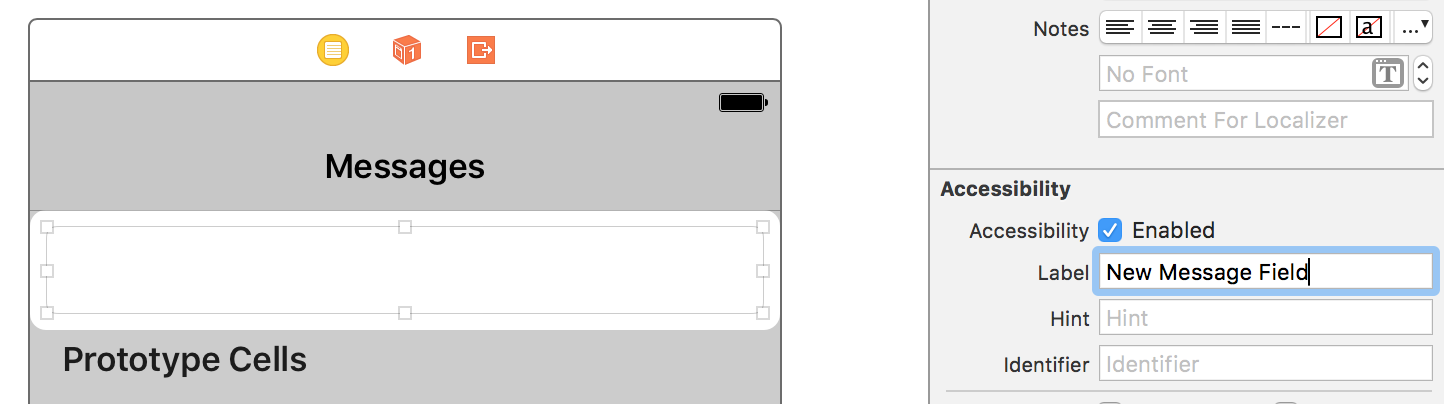 1
Messages
Prototype Cells
Notes
a
...
No Font
T
Comment For Localizer
Accessibility
Accessibility Enabled
Label New Message Field
Hint Hint
Identifier Identifier